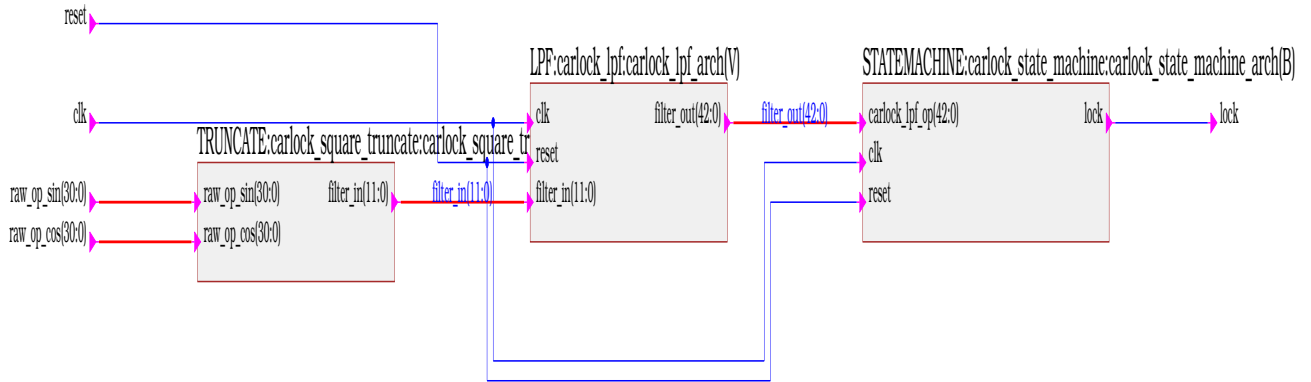 reset
LPF:carlock_lpf:carlock_lpf_arch(V)
STATEMACHINE:carlock_state_machine:carlock_state_machine_arch(B)
clk
clk
filter_out(42:0)
filter_out(42:0)
carlock_lpf_op(42:0)
lock
lock
TRUNCATE:carlock_square_truncate:carlock_square_tr
reset
clk
raw_op_sin(30:0)
raw_op_sin(30:0)
filter_in(11:0)
filter_in(11:0)
filter_in(11:0)
reset
raw_op_cos(30:0)
raw_op_cos(30:0)